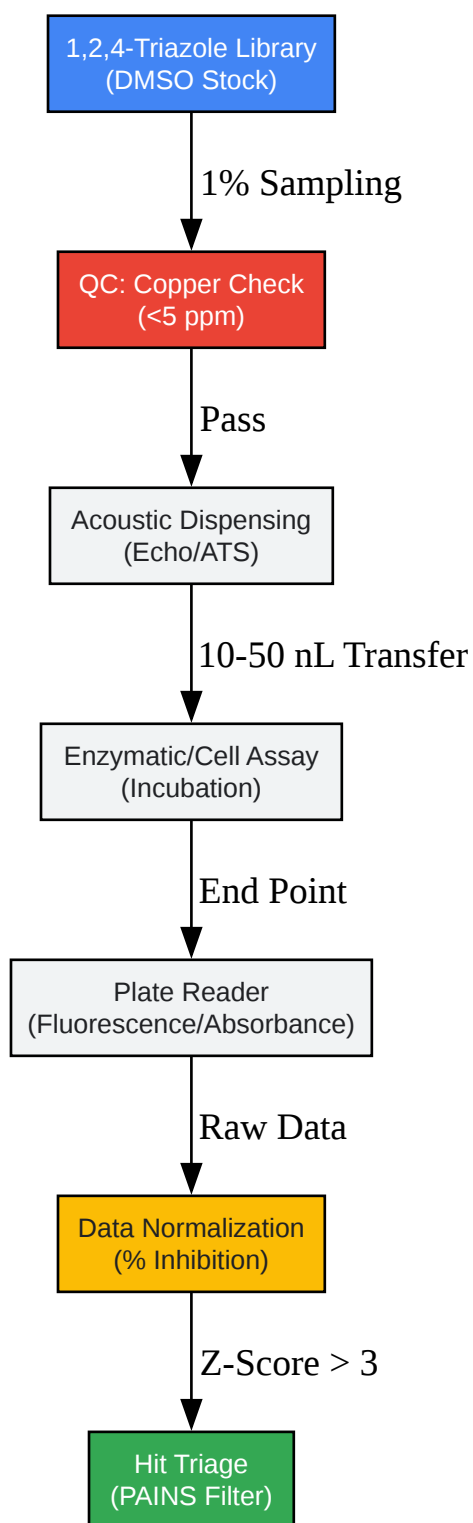 1,2,4-Triazole Library
(DMSO Stock)
1% Sampling
QC: Copper Check
(<5 ppm)
Pass
Acoustic Dispensing
(Echo/ATS)
10-50 nL Transfer
Enzymatic/Cell Assay
(Incubation)
End Point
Plate Reader
(Fluorescence/Absorbance)
Raw Data
Data Normalization
(% Inhibition)
Z-Score > 3
Hit Triage
(PAINS Filter)